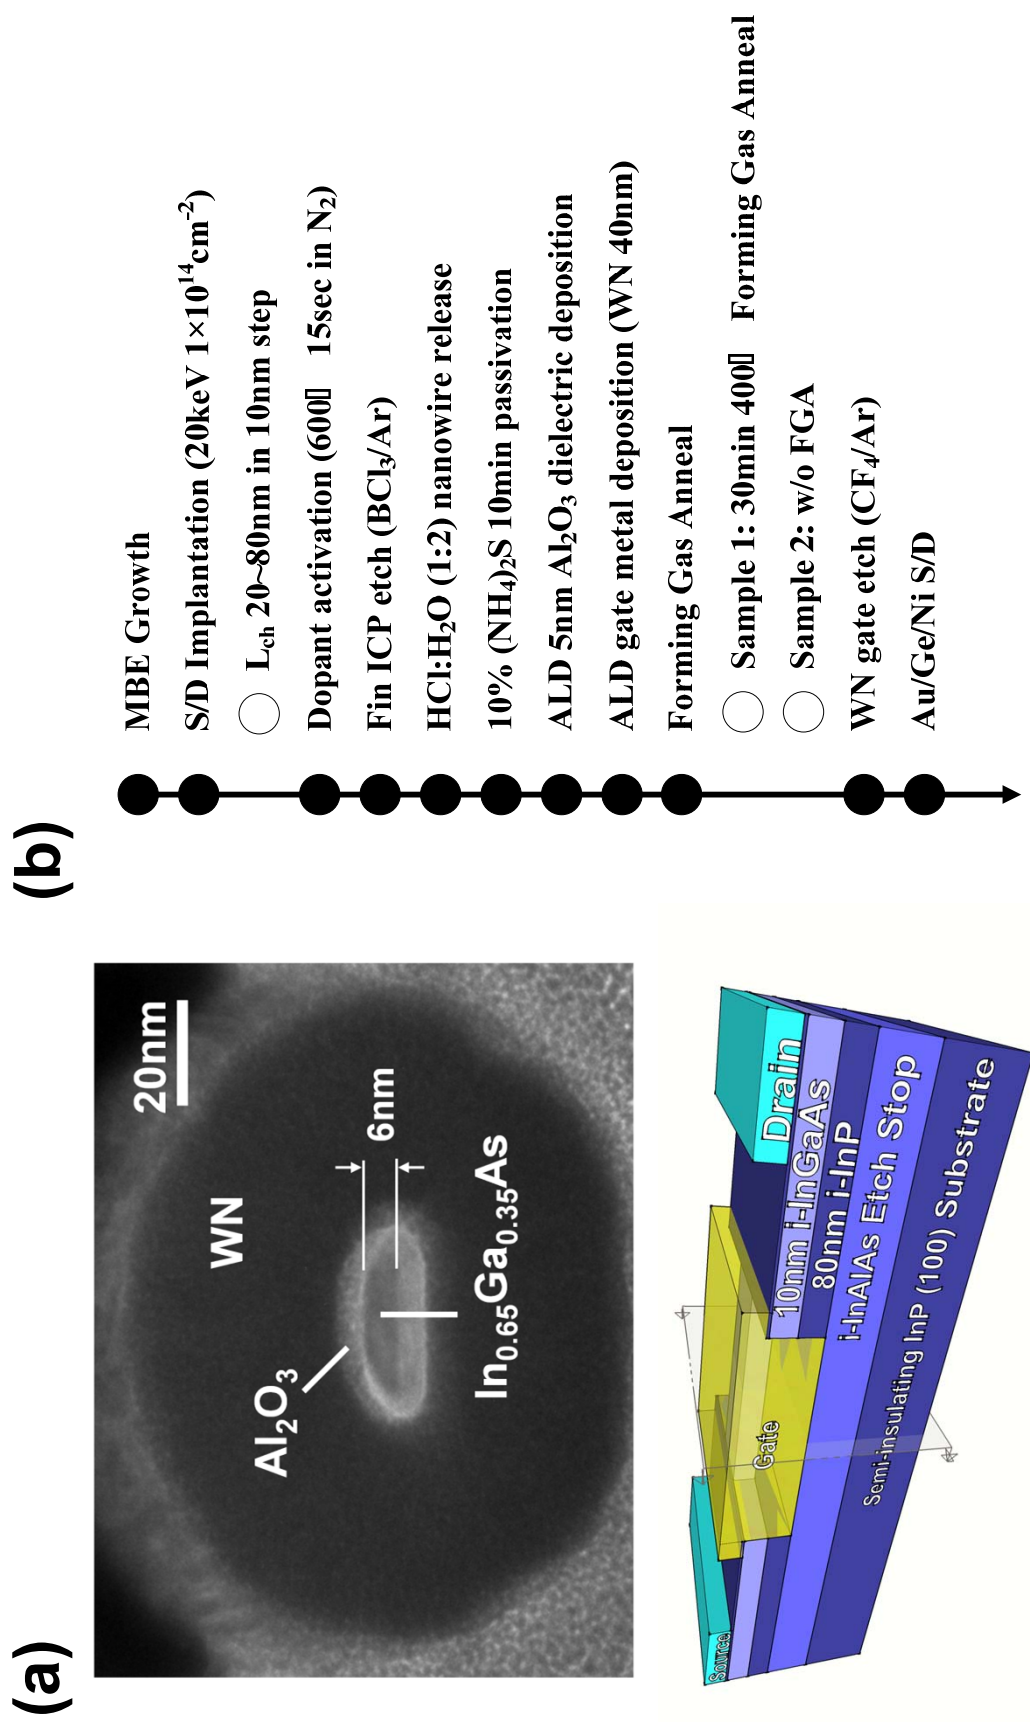 (a)
20nm
WN
6nm
Al₂O₃
In₀.₆₅Ga₀.₃₅As
Source
Gate
Drain
10nm i-InGaAs
80nm i-InP
i-InAlAs Etch Stop
Semi-insulating InP (100) Substrate
(b)
MBE Growth
S/D Implantation (20keV 1×10¹⁴cm⁻²)
L_ch 20~80nm in 10nm step
Dopant activation (600▯ 15sec in N₂)
Fin ICP etch (BCl₃/Ar)
HCl:H₂O (1:2) nanowire release
10% (NH₄)₂S 10min passivation
ALD 5nm Al₂O₃ dielectric deposition
ALD gate metal deposition (WN 40nm)
Forming Gas Anneal
Sample 1: 30min 400▯ Forming Gas Anneal
Sample 2: w/o FGA
WN gate etch (CF₄/Ar)
Au/Ge/Ni S/D